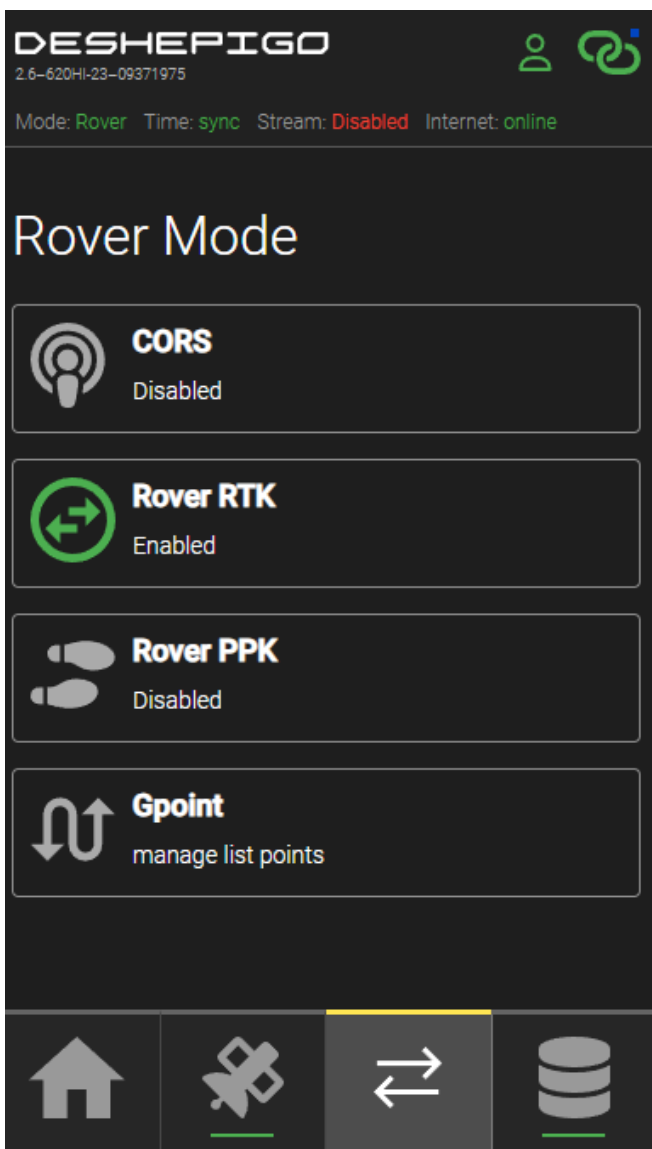 DESHEPIGO
2.6–620HI-23–09371975
Mode: Rover Time: sync Stream: Disabled Internet: online
Rover Mode
CORS
Disabled
Rover RTK
Enabled
Rover PPK
Disabled
Gpoint
manage list points